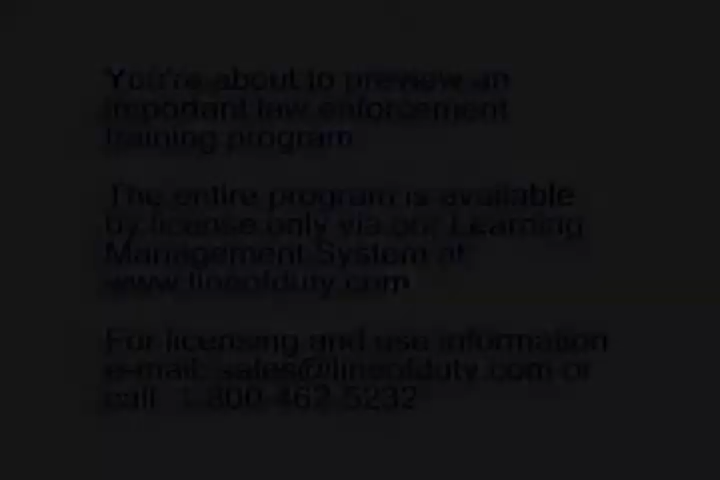 You're about to preview an
important law enforcement
training program.
The entire program is available
by license only via our Learning
Management System at
www.lineofduty.com
For licensing and use information
e-mail: sales@lineofduty.com or
call: 1-800-462-5232